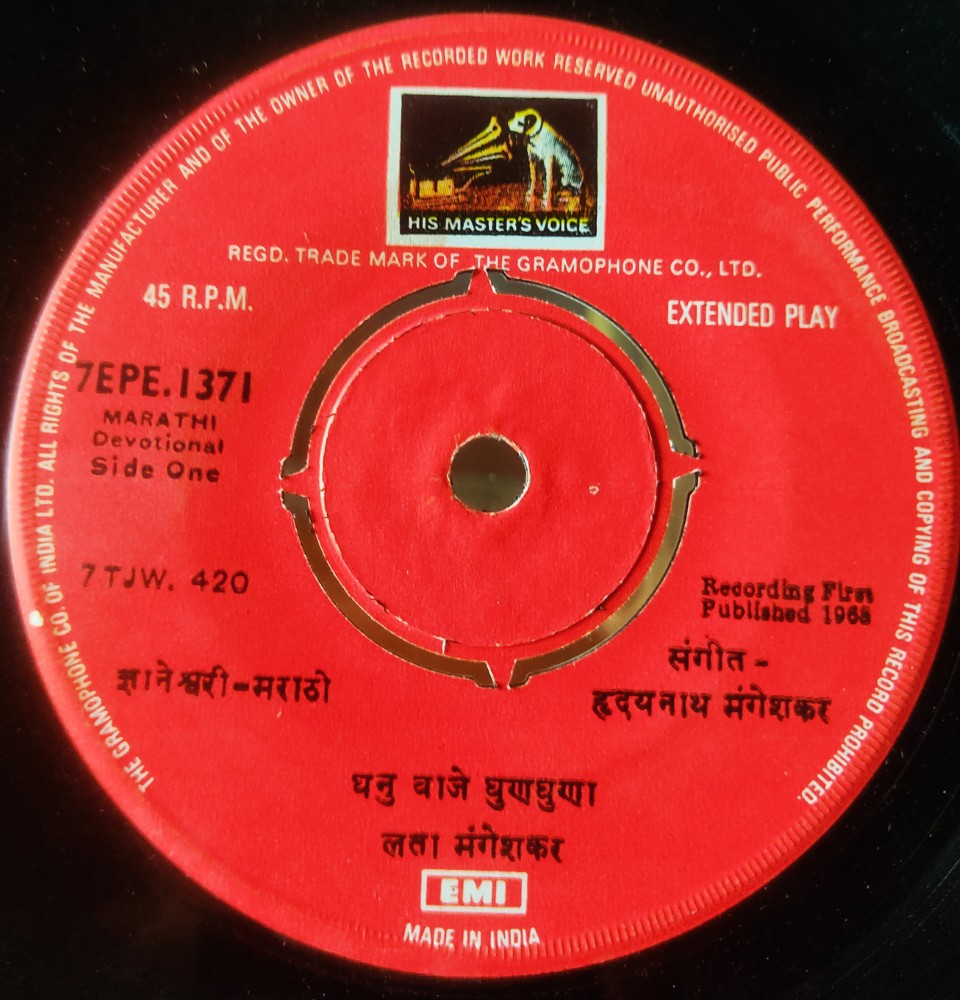 THE GRAMOPHONE CO. OF INDIA LTD. ALL RIGHTS OF THE MANUFACTURER AND OF THE OWNER OF THE RECORDED WORK RESERVED UNAUTHORISED PUBLIC PERFORMANCE BROADCASTING AND COPYING OF THIS RECORD PROHIBITED.
HIS MASTER'S VOICE
REGD. TRADE MARK OF THE GRAMOPHONE CO., LTD.
45 R.P.M.
EXTENDED PLAY
7EPE.1371
MARATHI
Devotional
Side One
7TJW. 420
Recording First
Published 1968
ज्ञानेश्वरी-मराठी
संगीत -
हृदयनाथ मंगेशकर
घनु वाजे घुणघुणा
लता मंगेशकर
EMI
MADE IN INDIA